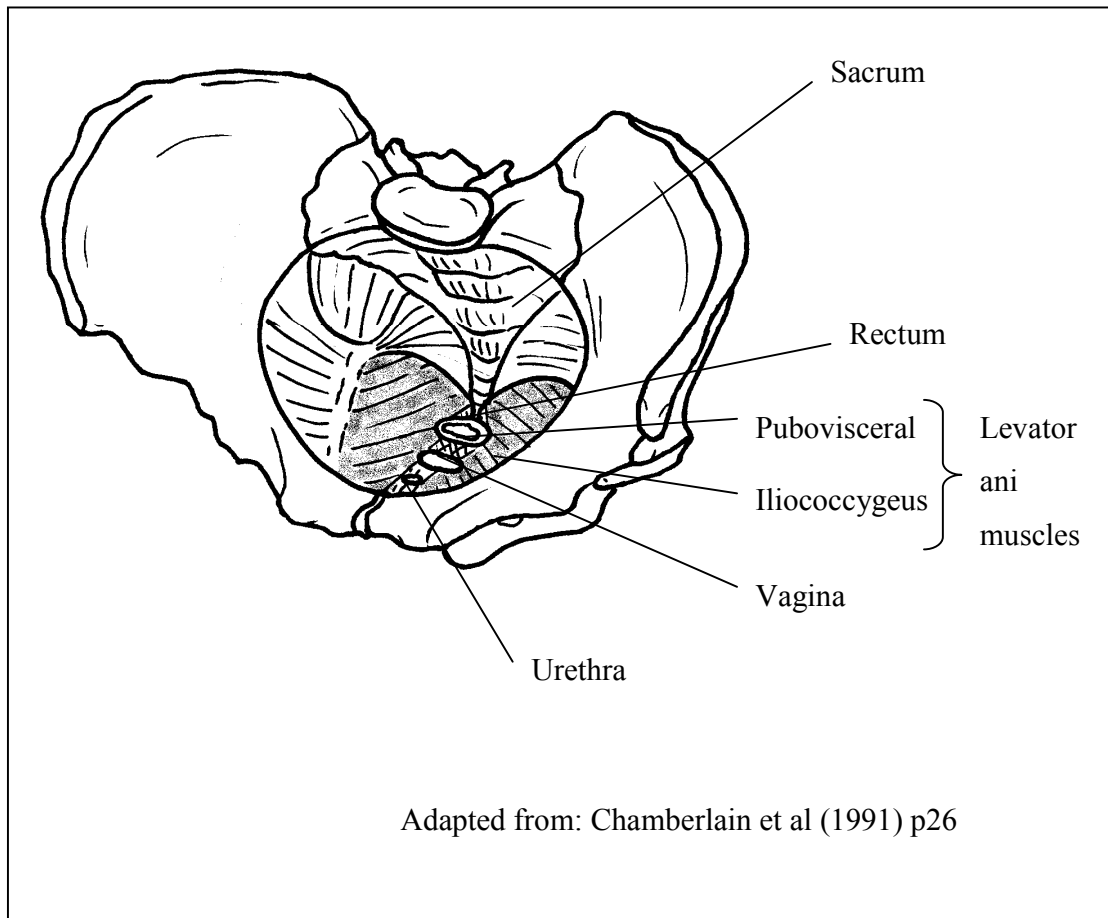 Sacrum
Rectum
Pubovisceral
Iliococcygeus
Levator
ani
muscles
Vagina
Urethra
Adapted from: Chamberlain et al (1991) p26